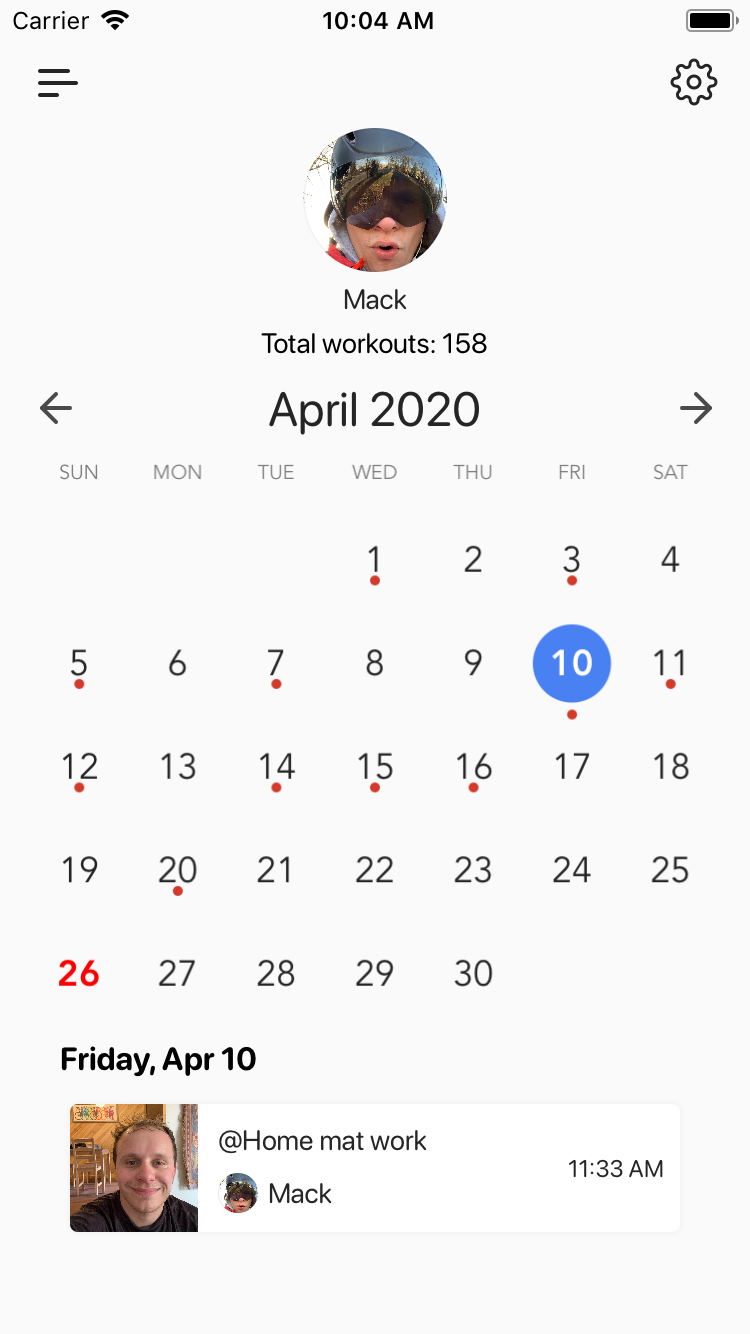 Carrier 10:04 AM
Mack
Total workouts: 158
April 2020
SUN MON TUE WED THU FRI SAT
1 2 3 4
5 6 7 8 9 10 11
12 13 14 15 16 17 18
19 20 21 22 23 24 25
26 27 28 29 30
Friday, Apr 10
@Home mat work
11:33 AM
Mack